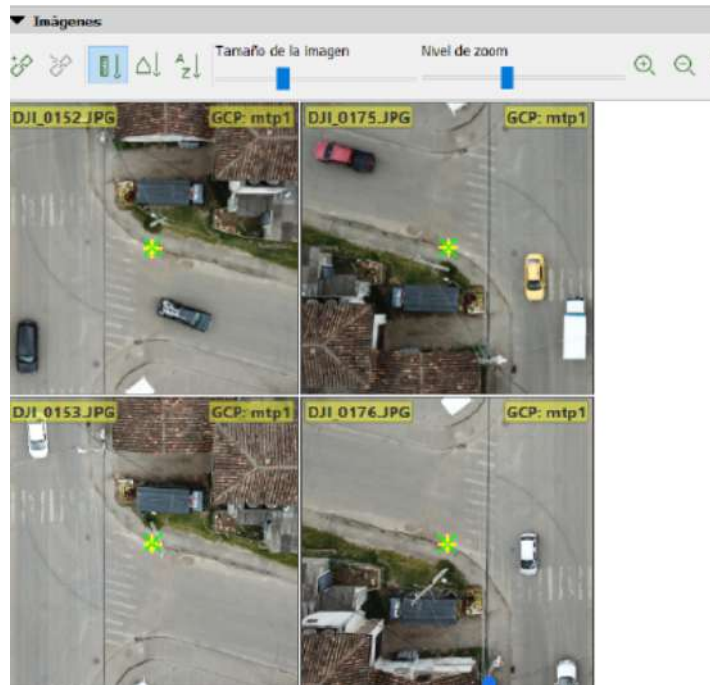 Imágenes
Tamaño de la imagen
Nivel de zoom
A
Z
DJI_0152.JPG
GCP: mtp1
DJI_0175.JPG
GCP: mtp1
DJI_0153.JPG
GCP: mtp1
DJI_0176.JPG
GCP: mtp1